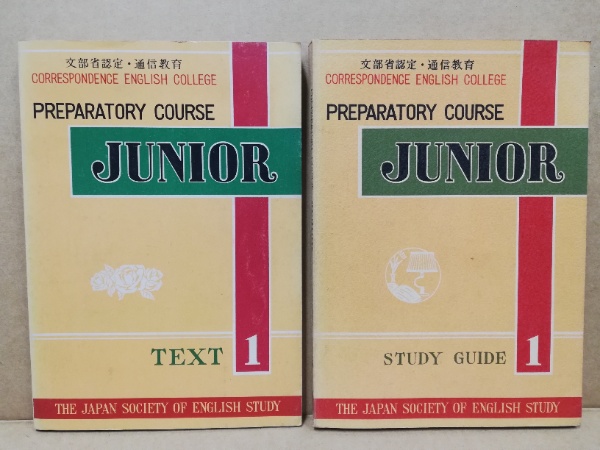 文部省認定・通信教育
CORRESPONDENCE ENGLISH COLLEGE
PREPARATORY COURSE
JUNIOR
TEXT 1
THE JAPAN SOCIETY OF ENGLISH STUDY
文部省認定・通信教育
CORRESPONDENCE ENGLISH COLLEGE
PREPARATORY COURSE
JUNIOR
STUDY GUIDE 1
THE JAPAN SOCIETY OF ENGLISH STUDY